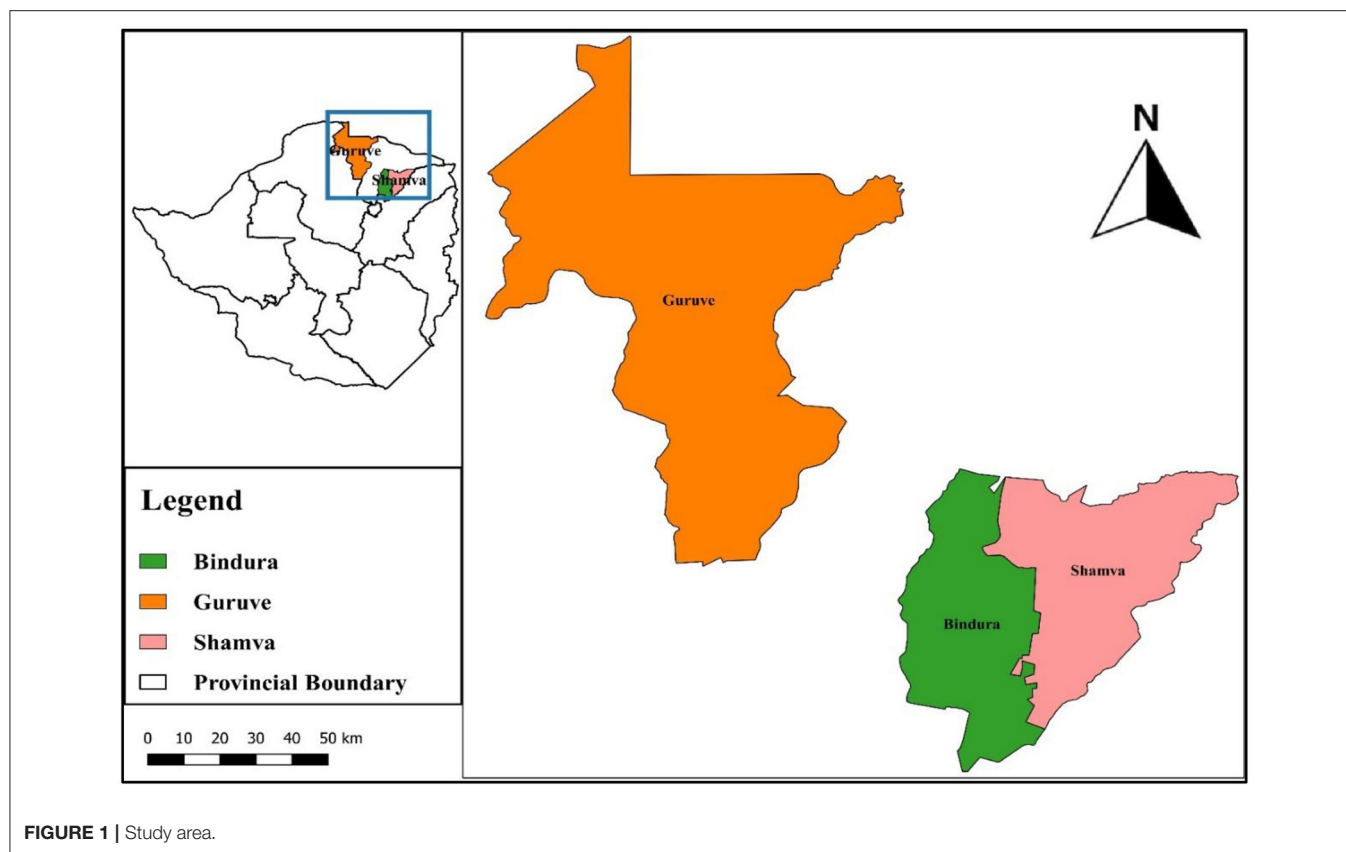 Guruve
Shamva
Legend
Bindura
Guruve
Shamva
Provincial Boundary
0 10 20 30 40 50 km
N
Guruve
Shamva
Bindura
FIGURE 1 | Study area.